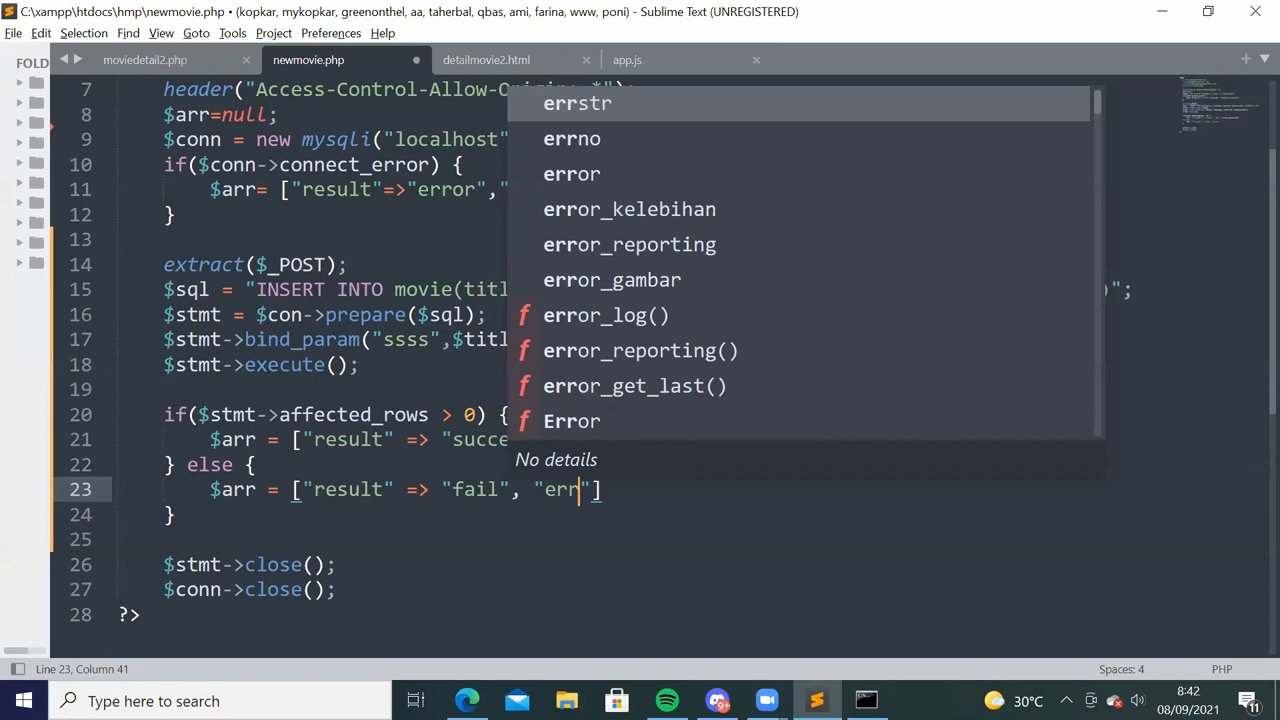 C:\xampp\htdocs\hmp\newmovie.php • (kopkar, mykopkar, greenonthel, aa, taherbal, qbas, ami, farina, www, poni) - Sublime Text (UNREGISTERED)
File Edit Selection Find View Goto Tools Project Preferences Help
FOLD
moviedetail2.php
newmovie.php
detailmovie2.html
app.js
7 header("Access-Control-Allow-Origin: *");
8 $arr=null;
9 $conn = new mysqli("localhost"
10 if($conn->connect_error) {
11 $arr= ["result"=>"error","
12 }
13
14 extract($_POST);
15 $sql = "INSERT INTO movie(titl )";
16 $stmt = $con->prepare($sql);
17 $stmt->bind_param("ssss",$titl
18 $stmt->execute();
19
20 if($stmt->affected_rows > 0) {
21 $arr = ["result" => "succe
22 } else {
23 $arr = ["result" => "fail", "err"]
24 }
25
26 $stmt->close();
27 $conn->close();
28 ?>
errstr
errno
error
error_kelebihan
error_reporting
error_gambar
f error_log()
f error_reporting()
f error_get_last()
f Error
No details
Line 23, Column 41
Spaces: 4
PHP
Type here to search
9+
30°C
8:42
08/09/2021
11